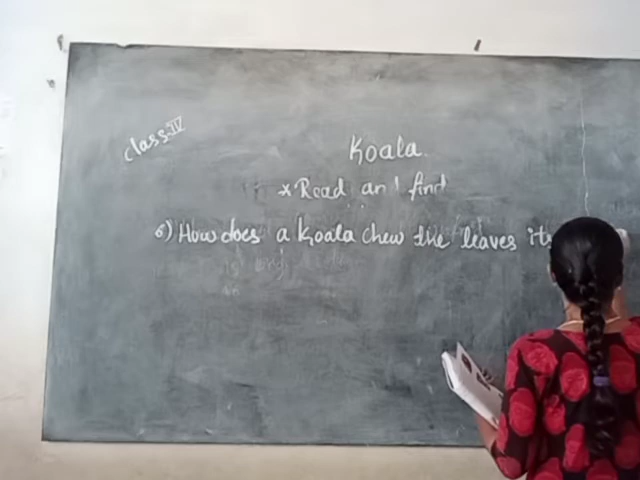 class IV
Koala.
* Read and find
6) How does a Koala chew the leaves its